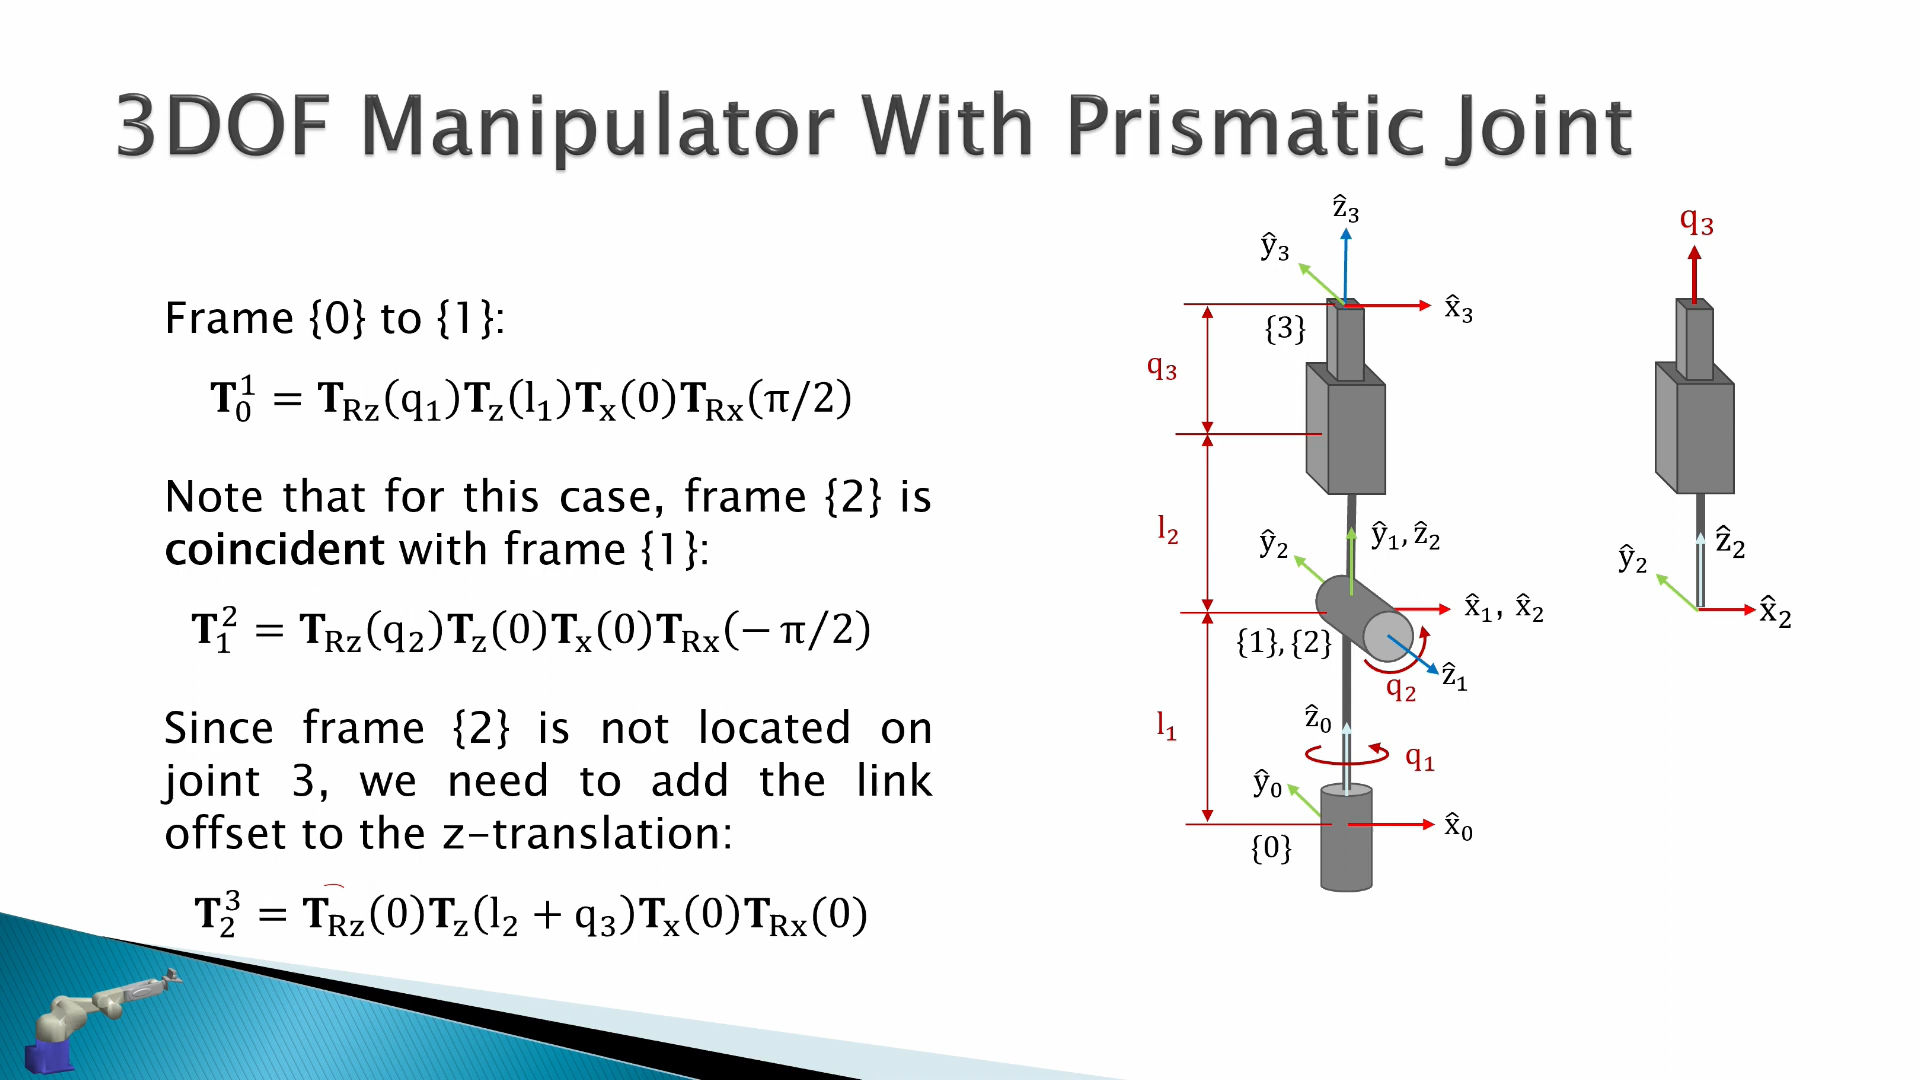 3DOF Manipulator With Prismatic Joint
Frame {0} to {1}:
𝐓₀¹ = 𝐓_Rz(q₁)𝐓_z(l₁)𝐓_x(0)𝐓_Rx(π/2)
Note that for this case, frame {2} is
coincident with frame {1}:
𝐓₁² = 𝐓_Rz(q₂)𝐓_z(0)𝐓_x(0)𝐓_Rx(− π/2)
Since frame {2} is not located on
joint 3, we need to add the link
offset to the z-translation:
𝐓₂³ = 𝐓_Rz(0)𝐓_z(l₂ + q₃)𝐓_x(0)𝐓_Rx(0)
ẑ₃
ŷ₃
x̂₃
{3}
q₃
l₂
ŷ₂
ŷ₁, ẑ₂
x̂₁, x̂₂
{1}, {2}
ẑ₁
q₂
ẑ₀
l₁
q₁
ŷ₀
x̂₀
{0}
q₃
ẑ₂
ŷ₂
x̂₂